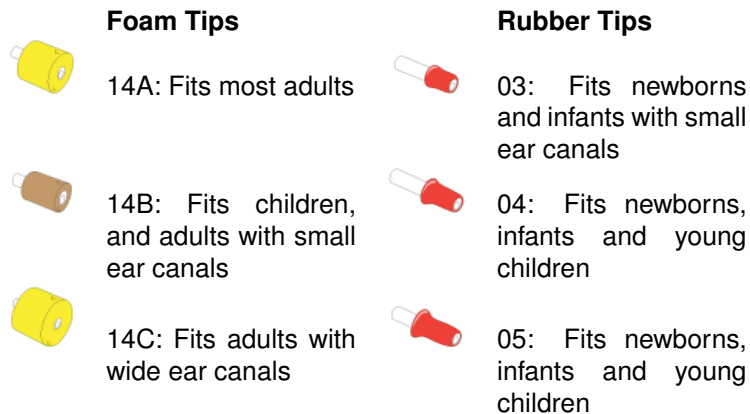 Foam Tips
14A: Fits most adults
14B: Fits children,
and adults with small
ear canals
14C: Fits adults with
wide ear canals
Rubber Tips
03: Fits newborns
and infants with small
ear canals
04: Fits newborns,
infants and young
children
05: Fits newborns,
infants and young
children